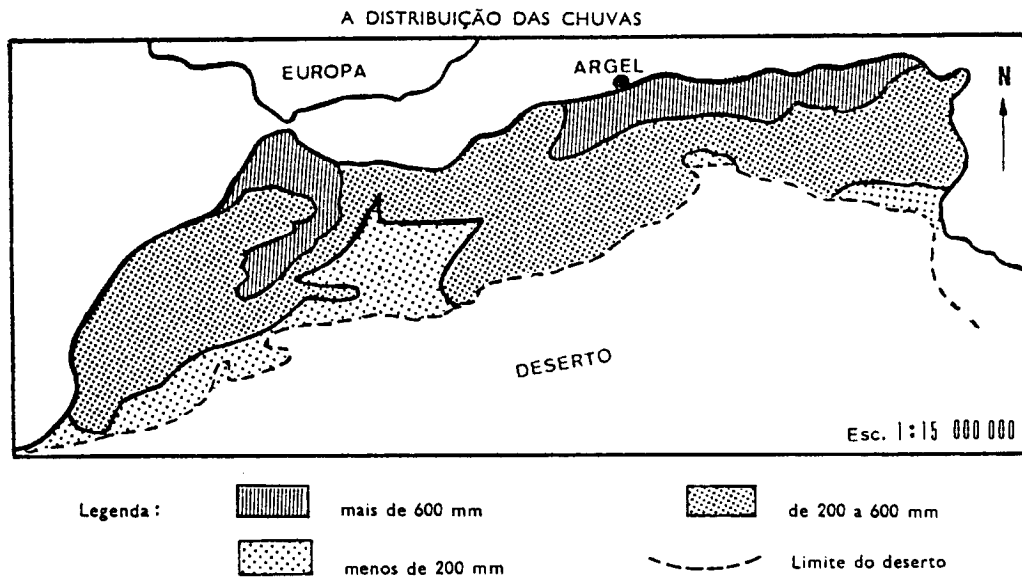 A DISTRIBUIÇÃO DAS CHUVAS
EUROPA
ARGEL
N
DESERTO
Esc. 1:15 000 000
Legenda:
mais de 600 mm
de 200 a 600 mm
menos de 200 mm
Limite do deserto